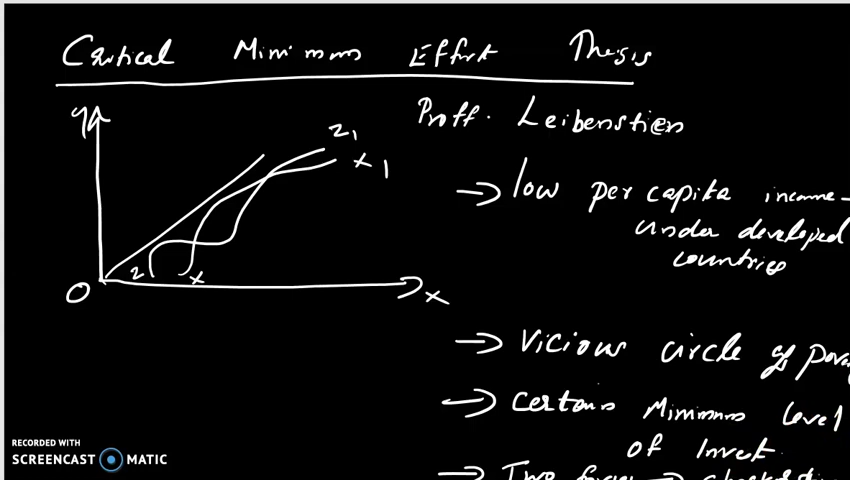 Critical Minimum Effort Thesis
Proff. Leibenstien
y
z1
x1
→ low per capita income-
under developed
countries
z x
O x
→ Vicious circle of
→ Certain Minimum level
of Invest.
→ Two
RECORDED WITH
SCREENCAST MATIC